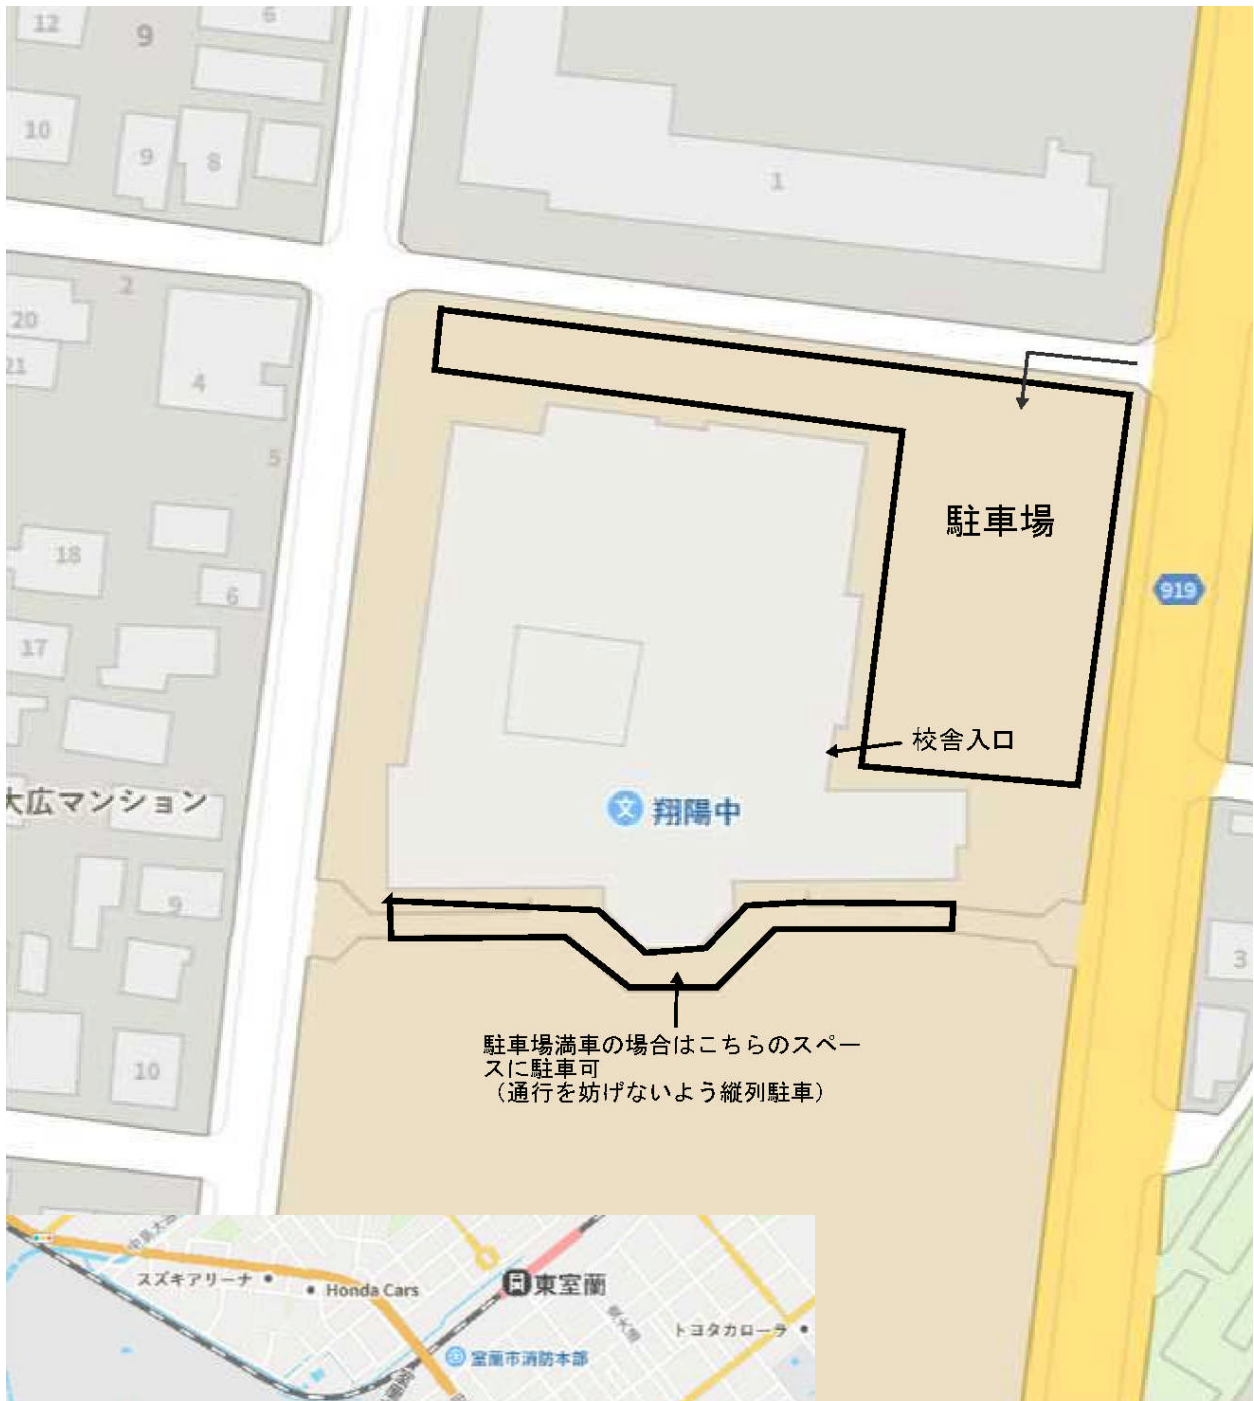 12
9
6
10
9
8
1
2
20
21
4
5
駐車場
18
6
919
17
校舎入口
大広マンション
文 翔陽中
9
3
駐車場満車の場合はこちらのスペー
スに駐車可
（通行を妨げないよう縦列駐車）
10
スズキアリーナ
Honda Cars
東室蘭
トヨタカローラ
室蘭市消防本部